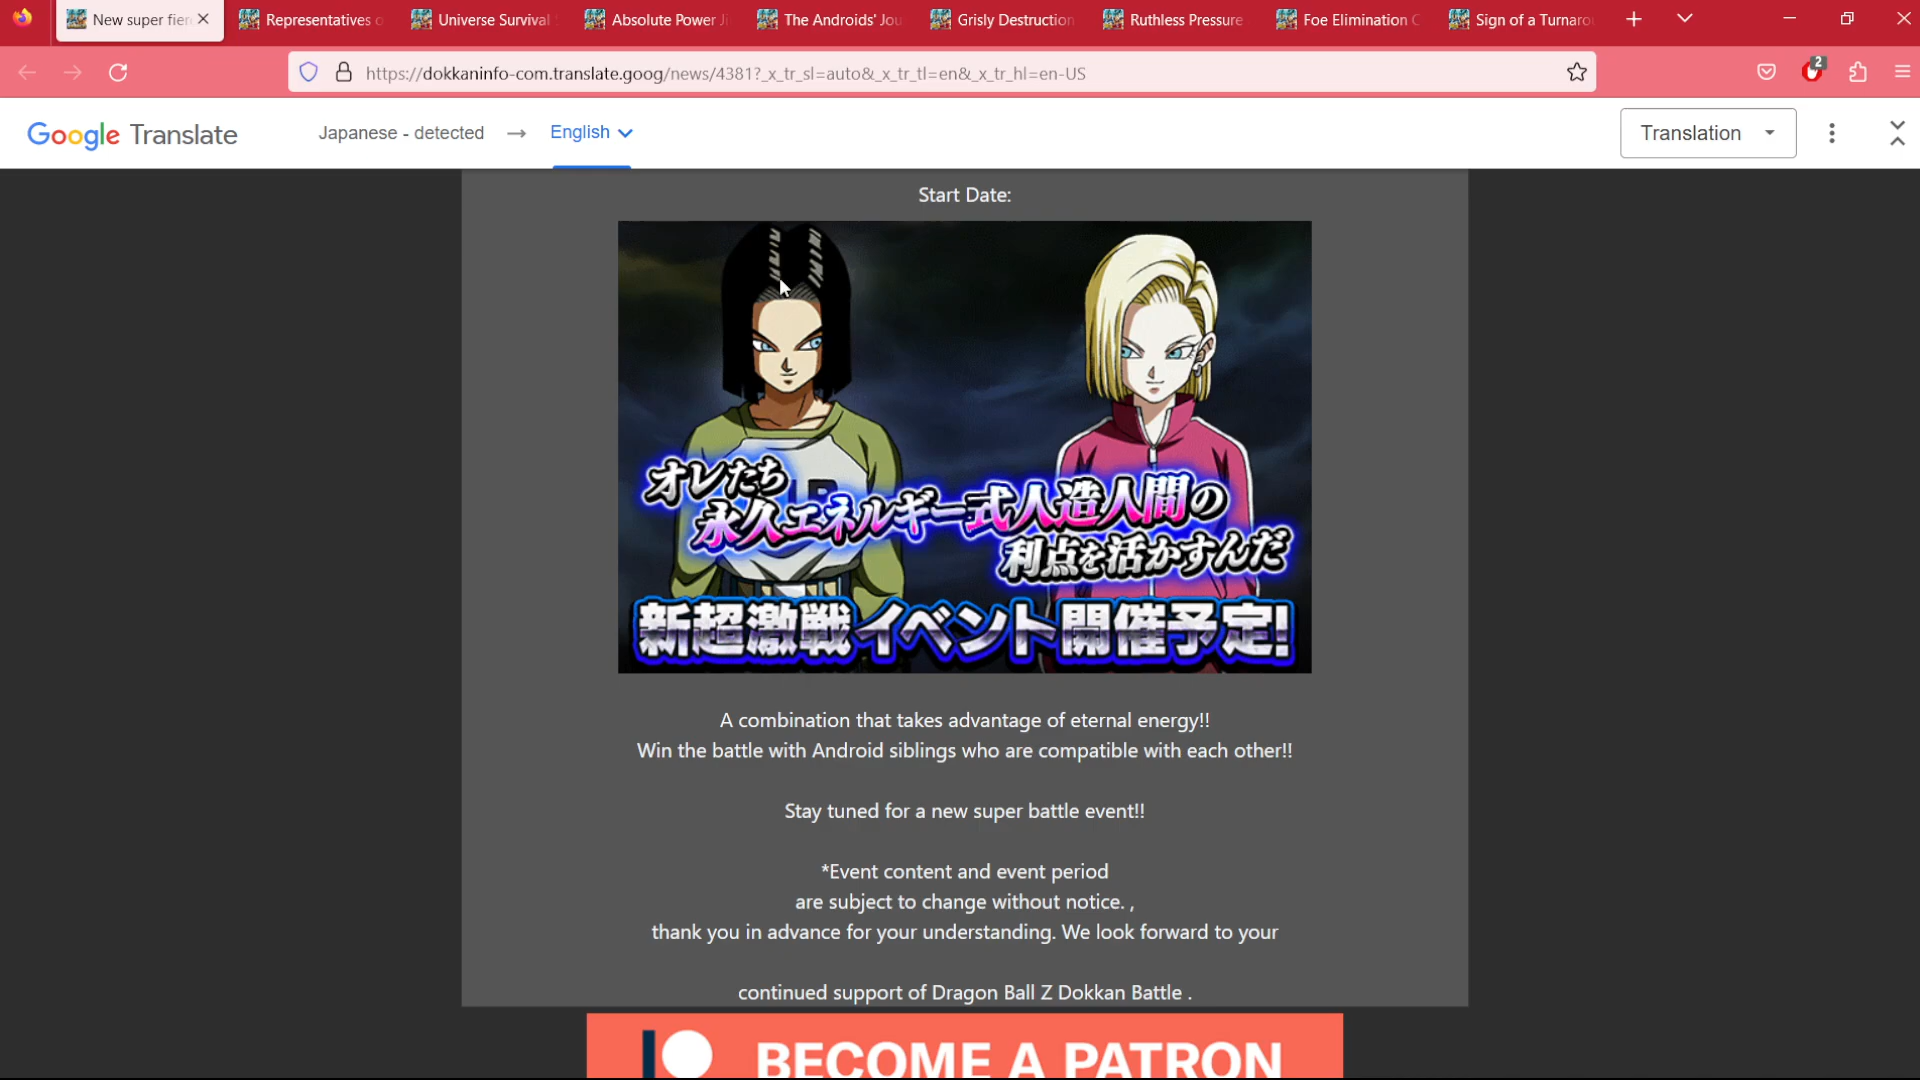 New super fier
Representatives o
Universe Survival
Absolute Power Ji
The Androids' Jou
Grisly Destruction
Ruthless Pressure
Foe Elimination C
Sign of a Turnaro
https://dokkaninfo-com.translate.goog/news/4381?_x_tr_sl=auto&_x_tr_tl=en&_x_tr_hl=en-US
2
Google Translate
Japanese - detected → English
Translation
Start Date:
オレたち
永久エネルギー式人造人間の
利点を活かすんだ
新超激戦イベント開催予定!
A combination that takes advantage of eternal energy!!
Win the battle with Android siblings who are compatible with each other!!
Stay tuned for a new super battle event!!
*Event content and event period
are subject to change without notice. ,
thank you in advance for your understanding. We look forward to your
continued support of Dragon Ball Z Dokkan Battle .
BECOME A PATRON